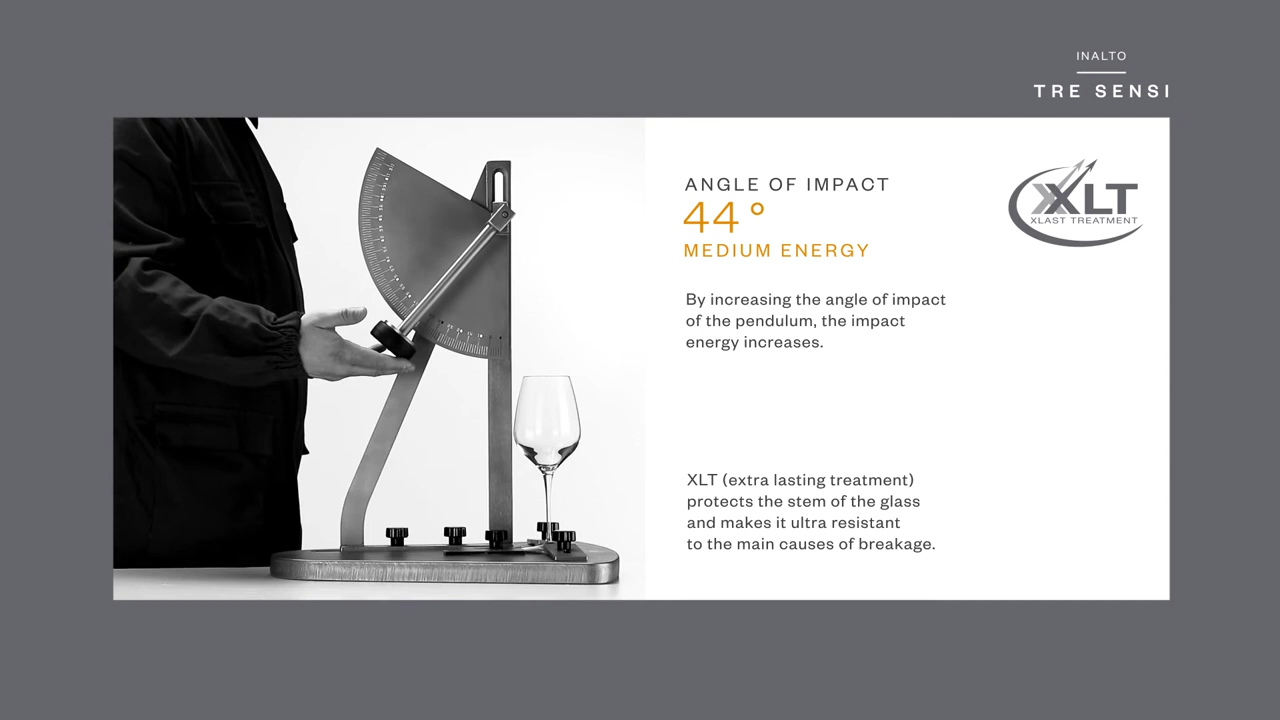 INALTO
TRE SENSI
ANGLE OF IMPACT
44°
MEDIUM ENERGY
XLT
XLAST TREATMENT
By increasing the angle of impact
of the pendulum, the impact
energy increases.
XLT (extra lasting treatment)
protects the stem of the glass
and makes it ultra resistant
to the main causes of breakage.